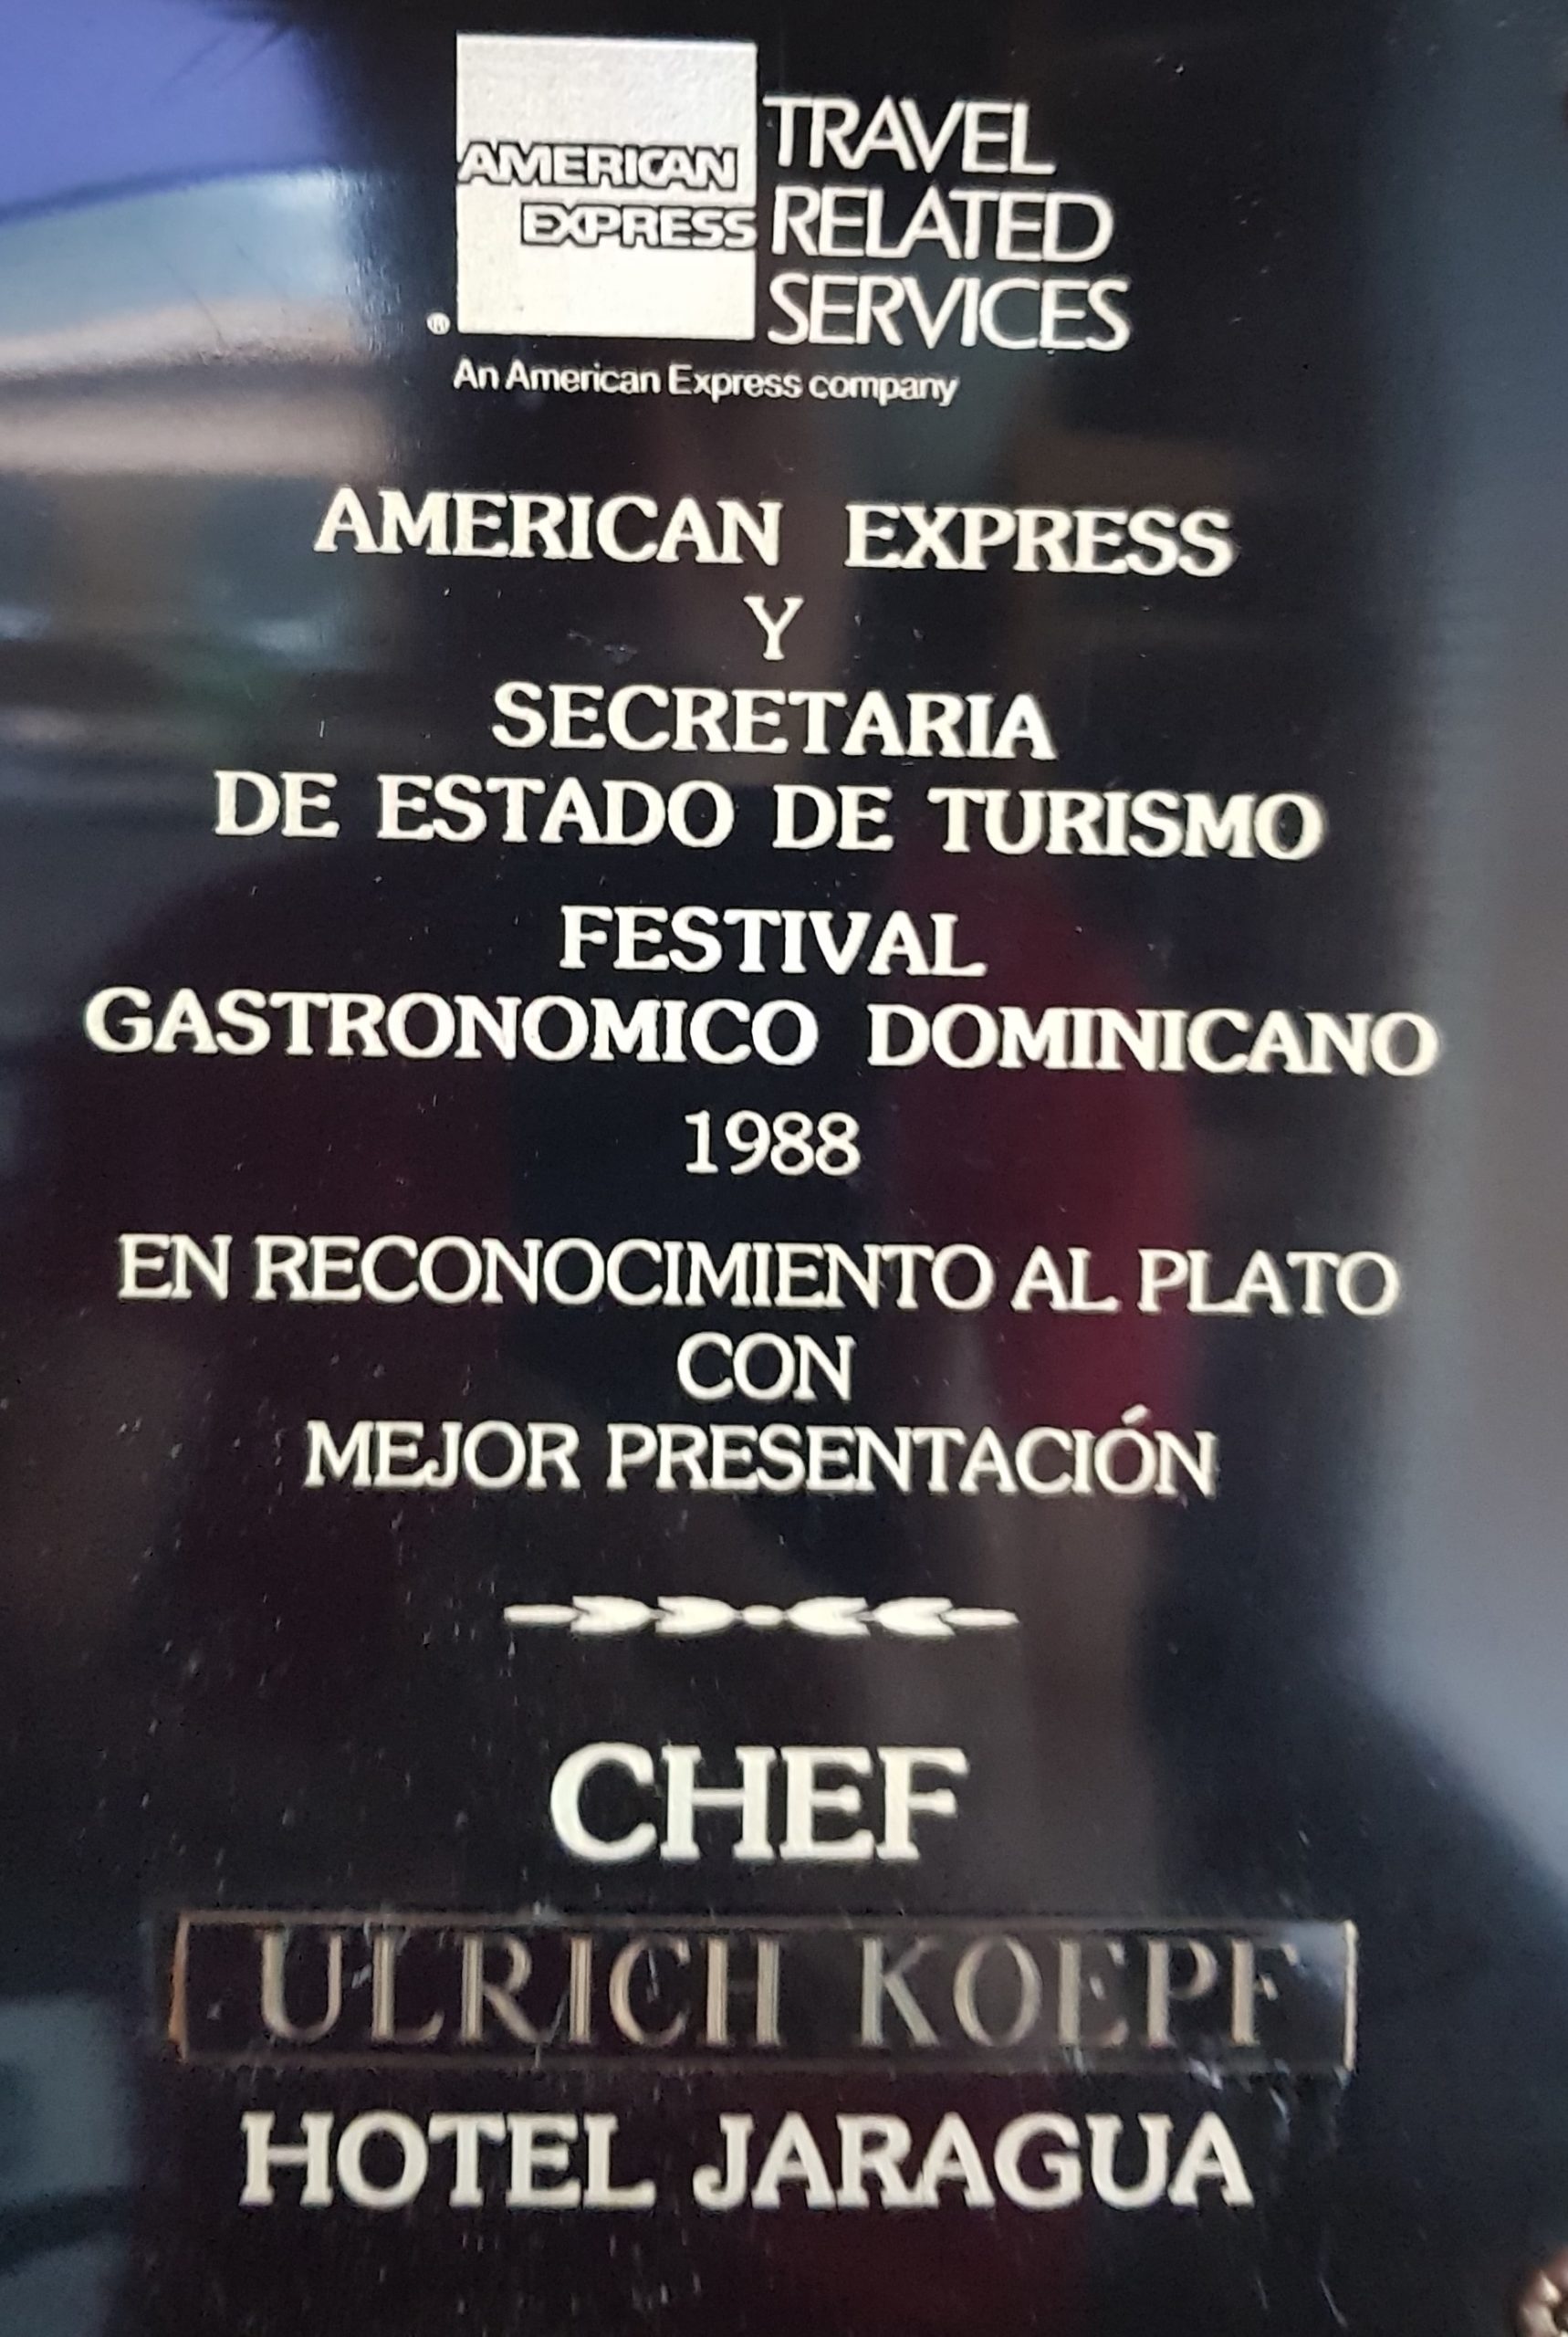 AMERICAN
EXPRESS
®
TRAVEL
RELATED
SERVICES
An American Express company
AMERICAN EXPRESS
Y
SECRETARIA
DE ESTADO DE TURISMO
FESTIVAL
GASTRONOMICO DOMINICANO
1988
EN RECONOCIMIENTO AL PLATO
CON
MEJOR PRESENTACIÓN
CHEF
ULRICH KOEPF
HOTEL JARAGUA